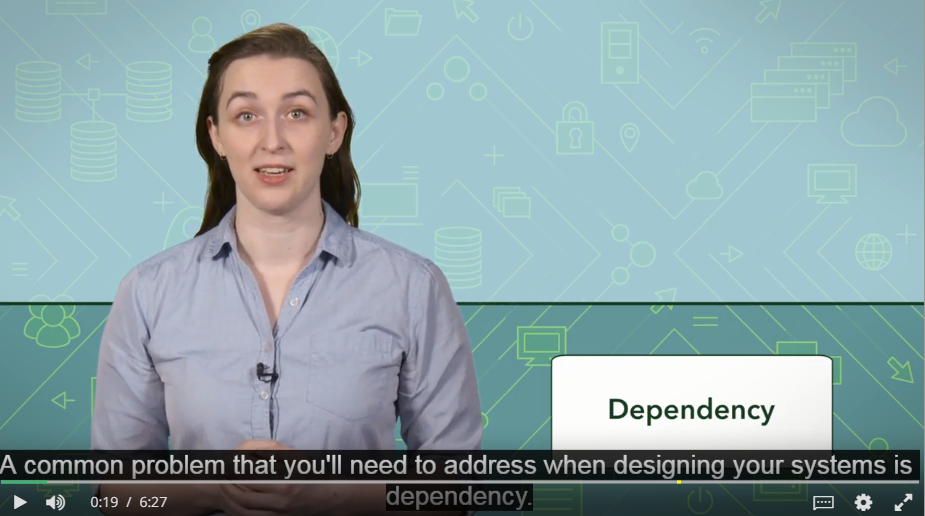 Dependency
A common problem that you'll need to address when designing your systems is
dependency.
0:19 / 6:27